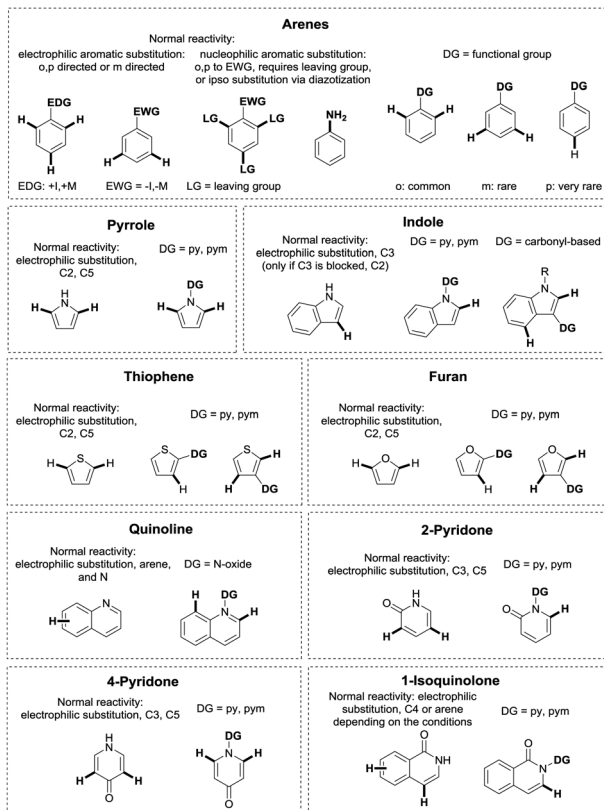 Arenes
Normal reactivity:
electrophilic aromatic substitution:
o,p directed or m directed
nucleophilic aromatic substitution:
o,p to EWG, requires leaving group,
or ipso substitution via diazotization
DG = functional group
EDG
H
H
H
EWG
H
H
EWG
LG
LG
LG
NH2
DG
H
H
DG
H
H
DG
H
EDG: +I,+M
EWG = -I,-M
LG = leaving group
o: common
m: rare
p: very rare
Pyrrole
Normal reactivity:
electrophilic substitution,
C2, C5
DG = py, pym
H
N
H
H
DG
N
H
H
Indole
Normal reactivity:
electrophilic substitution, C3
(only if C3 is blocked, C2)
DG = py, pym
DG = carbonyl-based
H
N
H
DG
N
H
R
N
H
DG
H
Thiophene
Normal reactivity:
electrophilic substitution,
C2, C5
DG = py, pym
H
S
H
S
DG
H
S
H
H
DG
Furan
Normal reactivity:
electrophilic substitution,
C2, C5
DG = py, pym
H
O
H
O
DG
H
O
H
H
DG
Quinoline
Normal reactivity:
electrophilic substitution, arene,
and N
DG = N-oxide
N
H
H
DG
N
H
2-Pyridone
Normal reactivity:
electrophilic substitution, C3, C5
DG = py, pym
H
O
N
H
H
DG
O
N
H
4-Pyridone
Normal reactivity:
electrophilic substitution, C3, C5
DG = py, pym
H
N
H
H
O
DG
H
N
H
O
1-Isoquinolone
Normal reactivity: electrophilic
substitution, C4 or arene
depending on the conditions
DG = py, pym
O
NH
H
H
O
N
DG
H